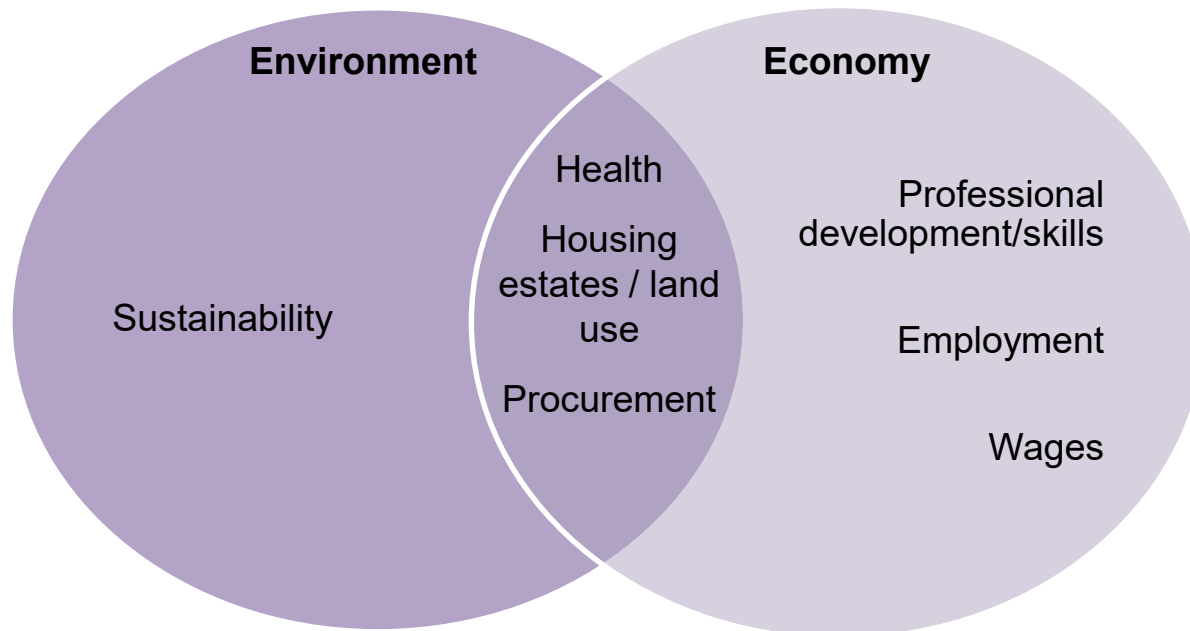 Environment
Economy
Health
Professional
development/skills
Housing
estates / land
use
Sustainability
Employment
Procurement
Wages